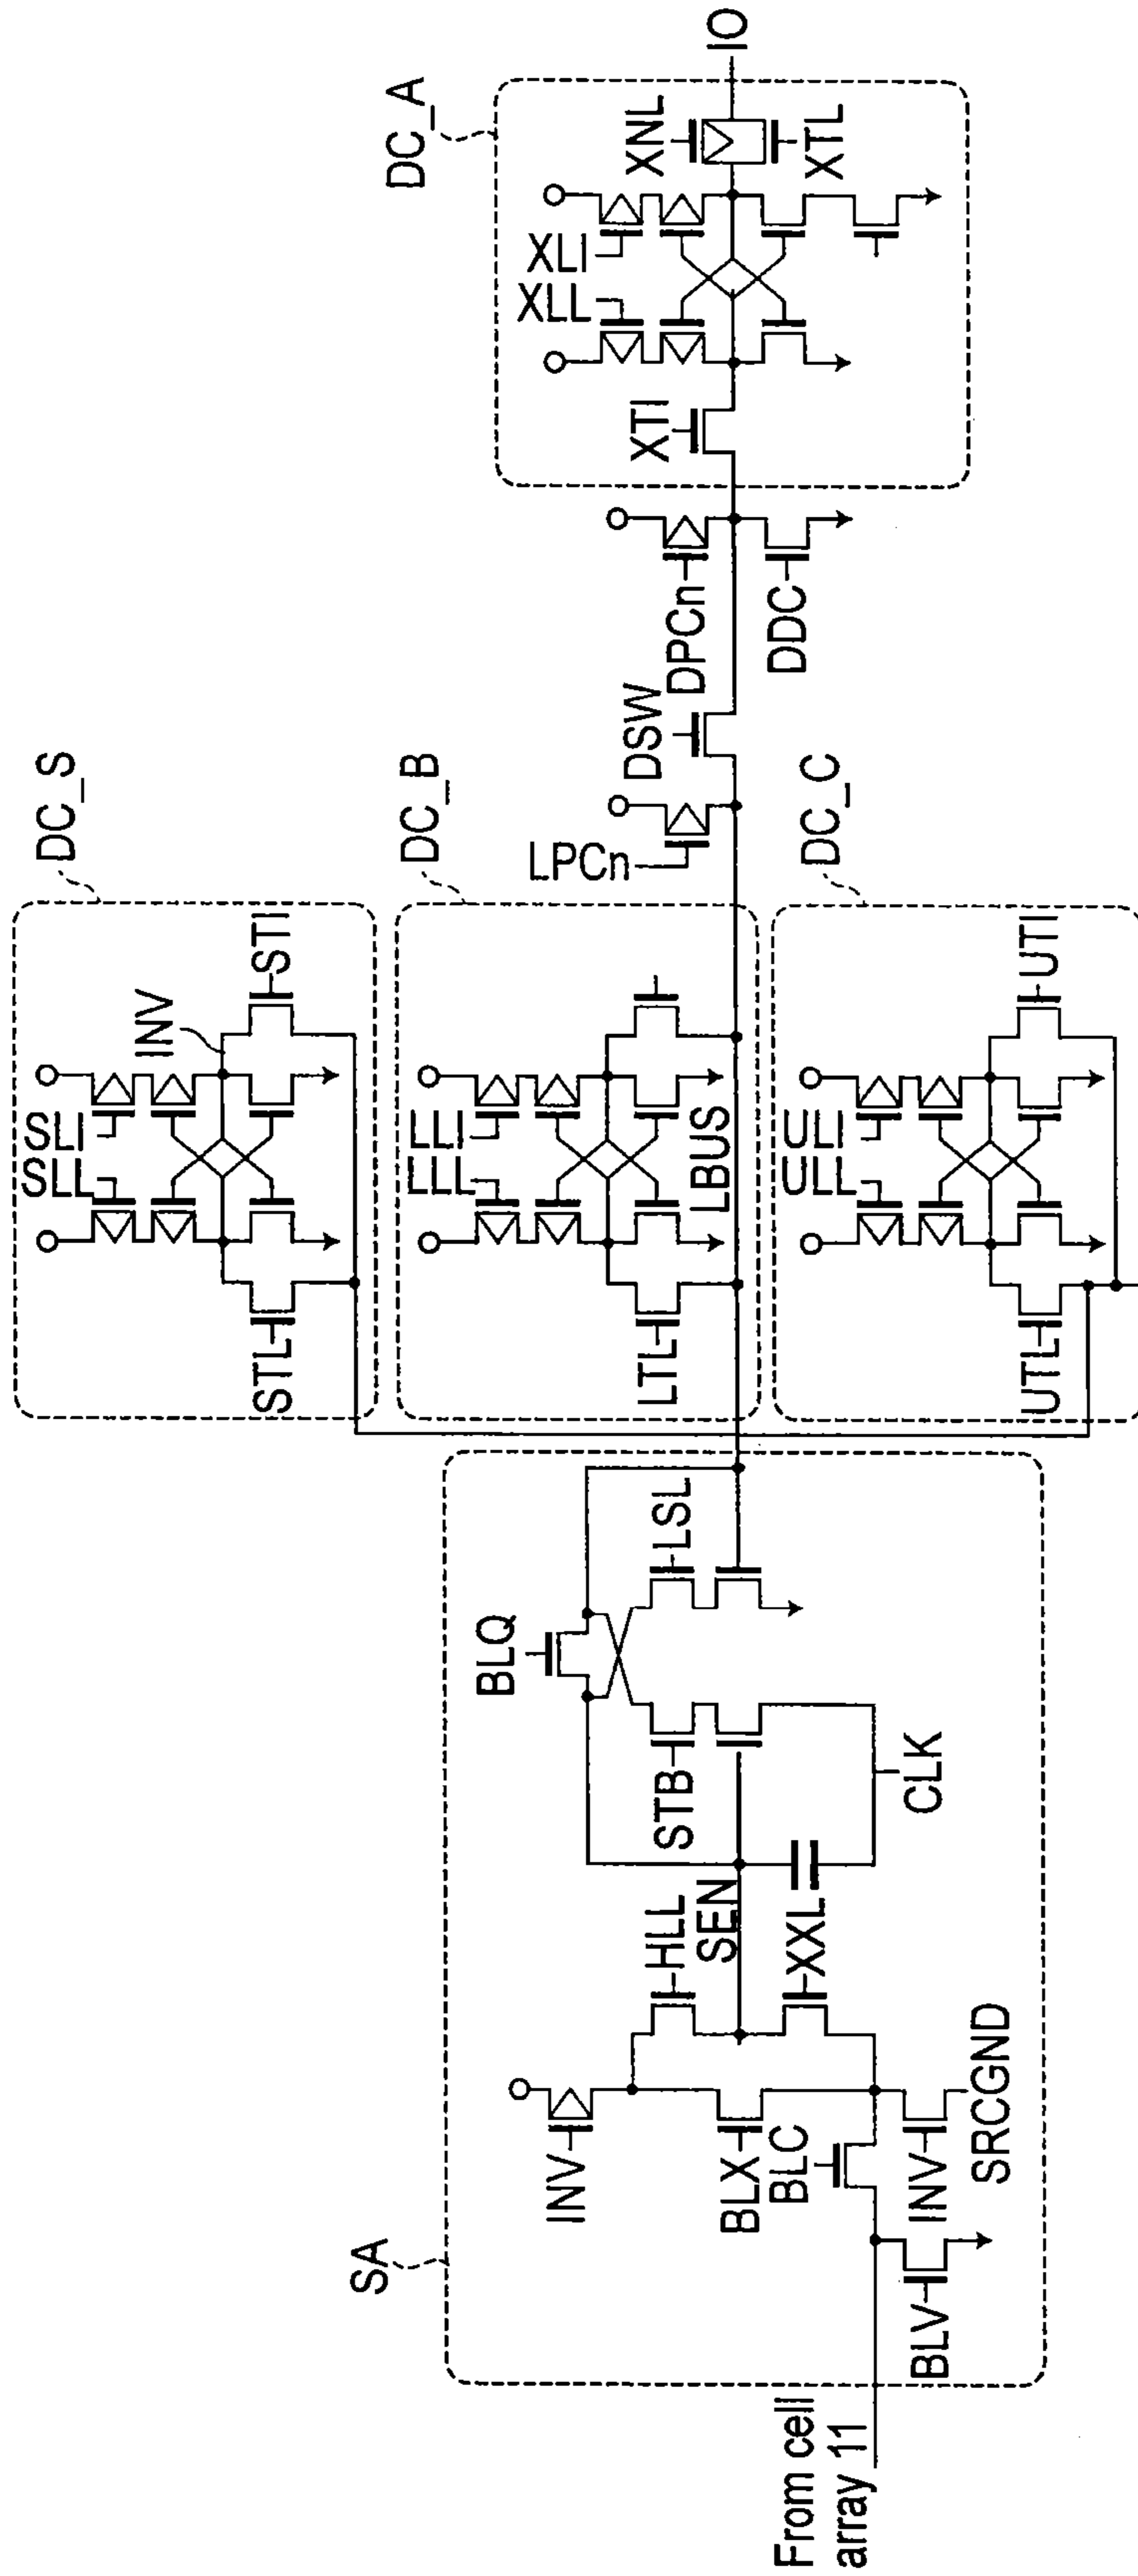 DC_S
SLL
SLI
INV
STL
STI
DC_B
LLL
LLI
LTL
LBUS
DC_C
ULL
ULI
UTL
UTI
LPCn
DSW
DPCn
DDC
DC_A
XLL
XLI
XTI
XNL
XTL
IO
SA
INV
HLL
SEN
BLX
BLC
XXL
BLV
INV
SRCGND
BLQ
STB
LSL
CLK
From cell
array 11